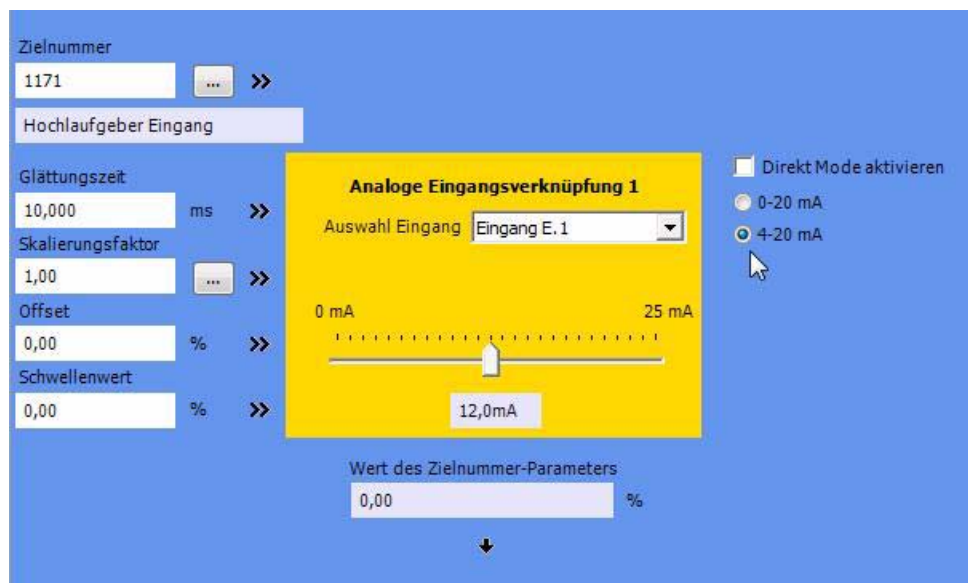 Zielnummer
1171
...
Hochlaufgeber Eingang
Glättungszeit
10,000 ms
Skalierungsfaktor
1,00
...
Offset
0,00 %
Schwellenwert
0,00 %
Analoge Eingangsverknüpfung 1
Auswahl Eingang Eingang E.1
0 mA 25 mA
12,0mA
Direkt Mode aktivieren
0-20 mA
4-20 mA
Wert des Zielnummer-Parameters
0,00 %